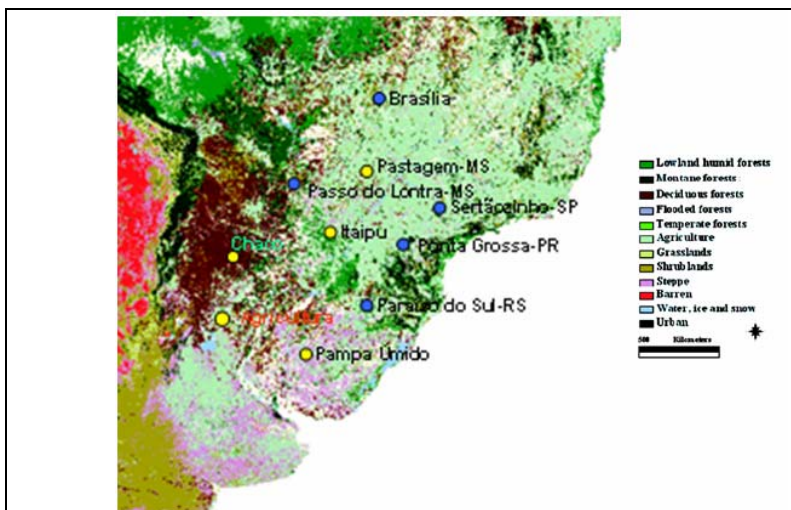 Brasília
Pastagem-MS
Passo do Lontra-MS
Sertãozinho-SP
Itaipu
Ponta Grossa-PR
Chaco
Paraíso do Sul-RS
Agricultura
Pampa Umido
Lowland humid forests
Montane forests
Deciduous forests
Flooded forests
Temperate forests
Agriculture
Grasslands
Shrublands
Steppe
Barren
Water, ice and snow
Urban
500 Kilometers